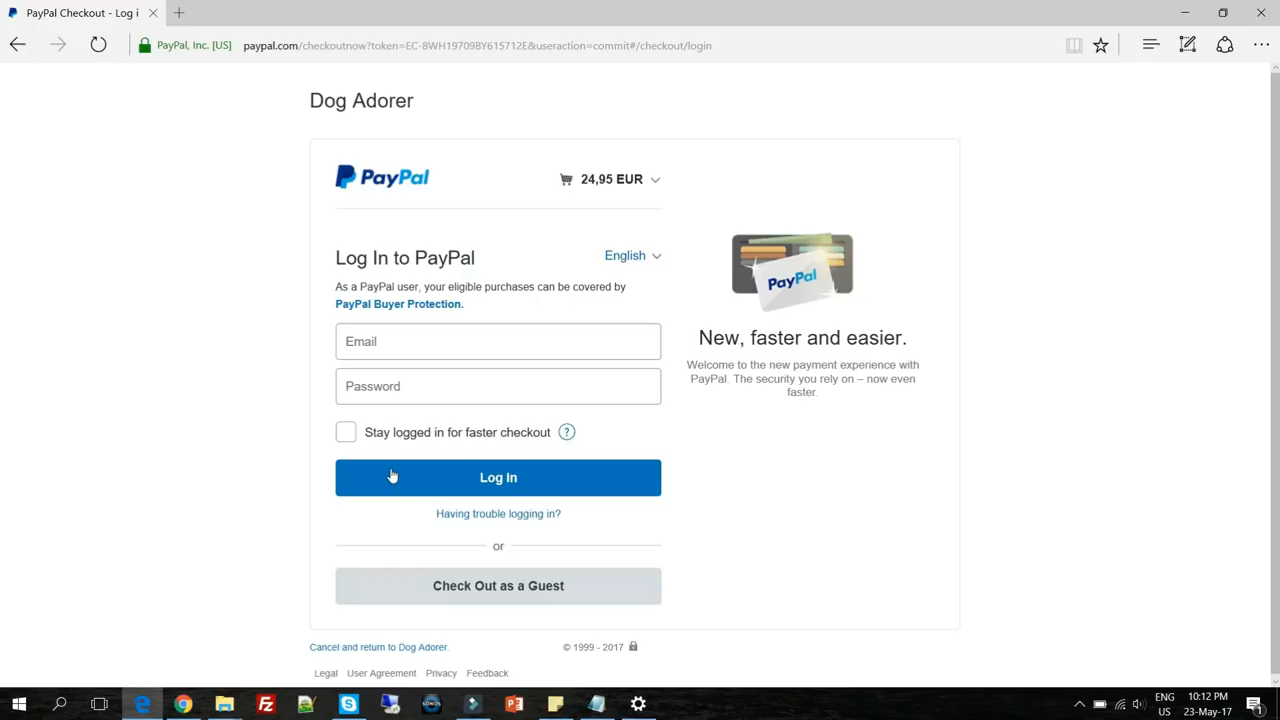 PayPal Checkout - Log i
PayPal, Inc. [US] paypal.com/checkoutnow?token=EC-8WH19709BY615712E&useraction=commit#/checkout/login
Dog Adorer
PayPal
24,95 EUR
Log In to PayPal
English
As a PayPal user, your eligible purchases can be covered by
PayPal Buyer Protection.
Email
Password
Stay logged in for faster checkout ?
Log In
Having trouble logging in?
or
Check Out as a Guest
PayPal
New, faster and easier.
Welcome to the new payment experience with
PayPal. The security you rely on – now even
faster.
Cancel and return to Dog Adorer.
© 1999 - 2017
Legal User Agreement Privacy Feedback
ENG
US
10:12 PM
23-May-17